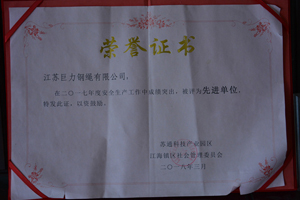 荣誉证书
江苏巨力钢绳有限公司
在二〇一七年度安全生产工作中成绩突出，被评为先进单位。
特发此证，以资鼓励。
苏通科技产业园区
江海镇区社会管理委员会
二〇一八年三月